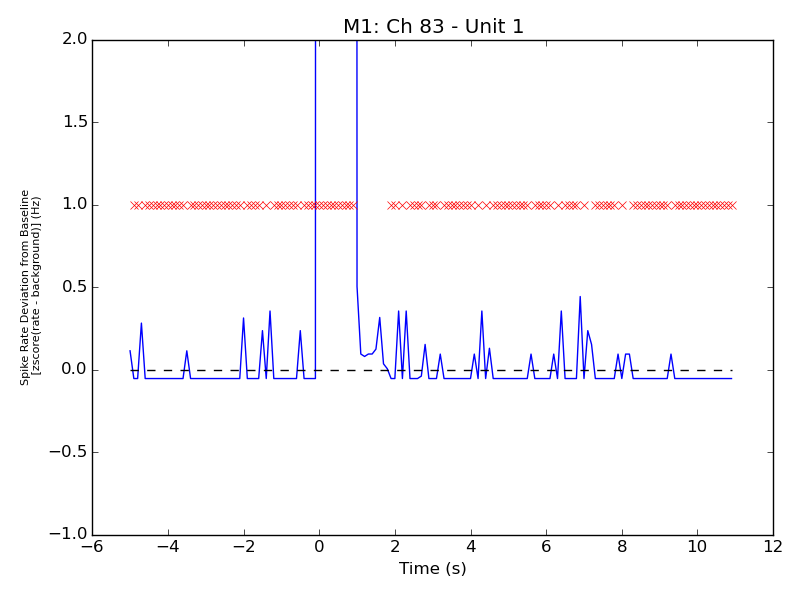 M1: Ch 83 - Unit 1
2.0
1.5
1.0
0.5
0.0
−0.5
−1.0
Spike Rate Deviation from Baseline
[zscore(rate - background)] (Hz)
−6 −4 −2 0 2 4 6 8 10 12
Time (s)